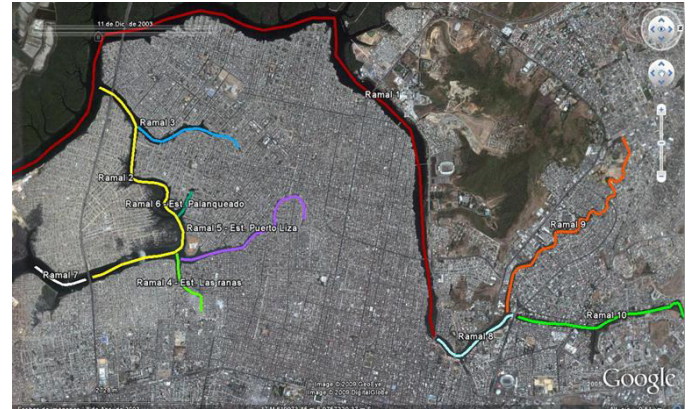 11 de Dic. de 2003
Ramal 1
Ramal 3
Ramal 2
Ramal 6 - Est. Palanqueado
Ramal 5 - Est. Puerto Liza
Ramal 9
Ramal 7
Ramal 4 - Est. Las ranas
Ramal 10
Ramal 8
Image © 2009 GeoEye
Image © 2009 DigitalGlobe
2009
Google